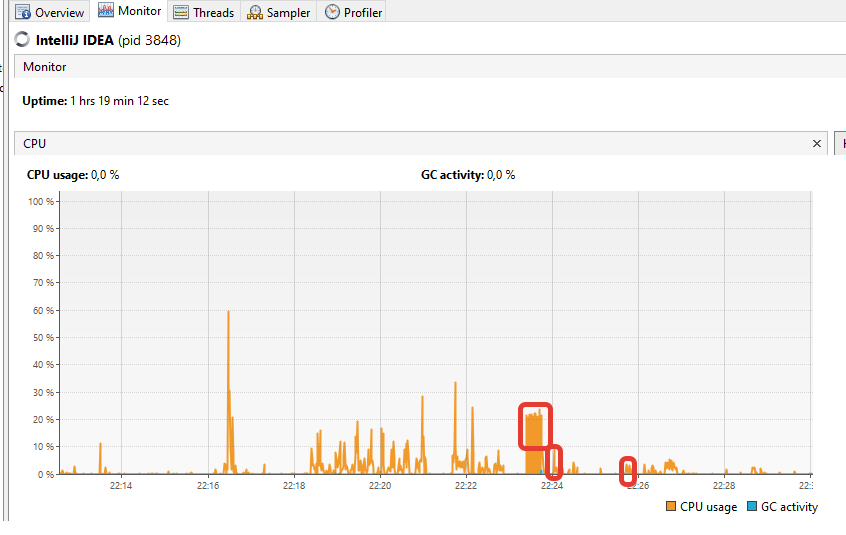 Overview Monitor Threads Sampler Profiler
IntelliJ IDEA (pid 3848)
Monitor
Uptime: 1 hrs 19 min 12 sec
CPU ×
CPU usage: 0,0 % GC activity: 0,0 %
100 %
90 %
80 %
70 %
60 %
50 %
40 %
30 %
20 %
10 %
0 %
22:14 22:16 22:18 22:20 22:22 22:24 22:26 22:28 22:
CPU usage GC activity